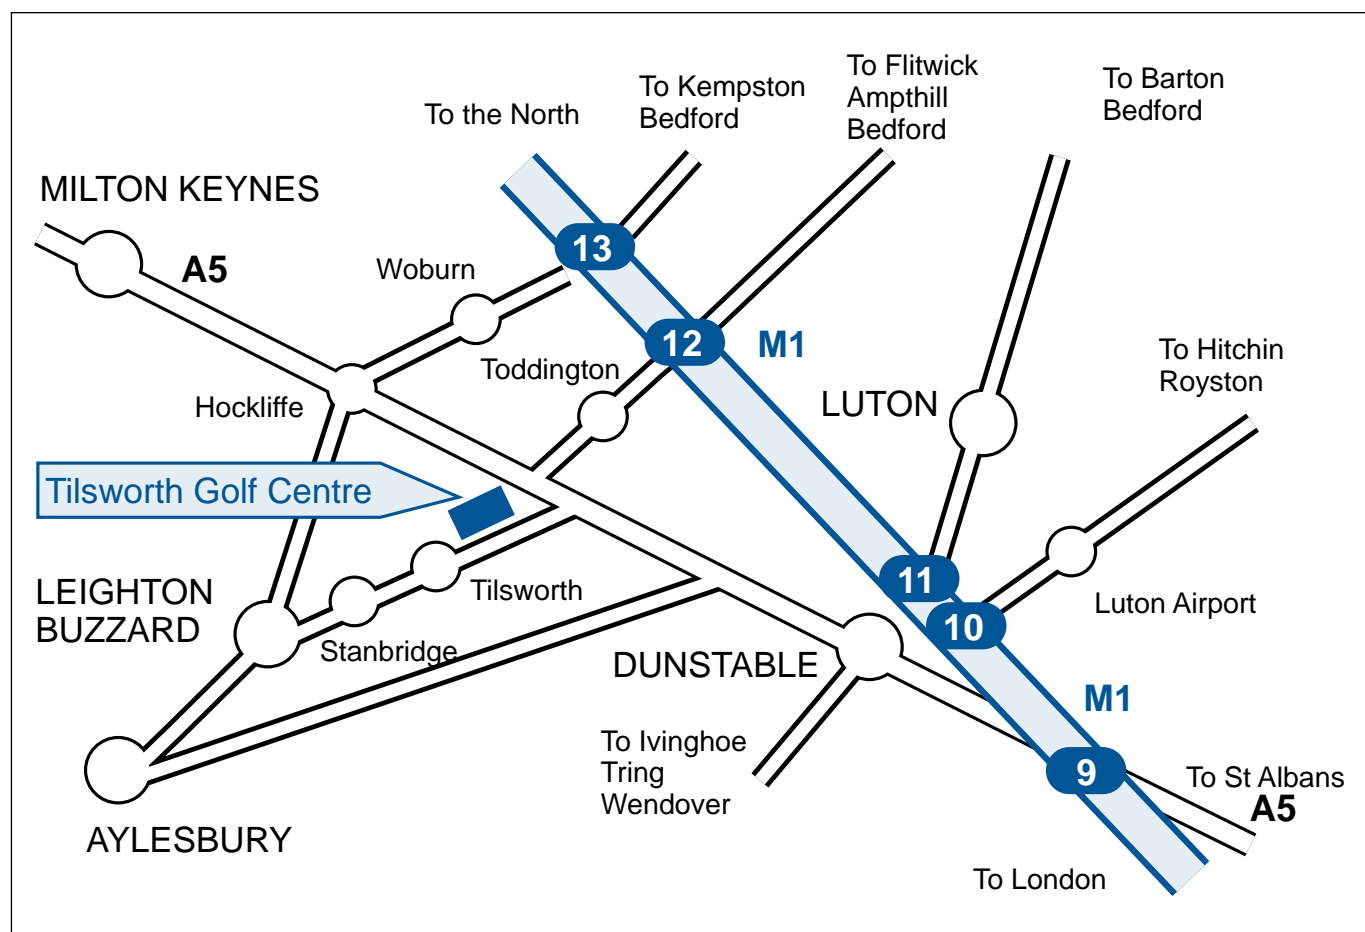 To Flitwick
Ampthill
Bedford
To Barton
Bedford
To Kempston
Bedford
To the North
MILTON KEYNES
A5
13
Woburn
12
M1
To Hitchin
Royston
Toddington
LUTON
Hockliffe
Tilsworth Golf Centre
11
LEIGHTON
BUZZARD
Tilsworth
Luton Airport
10
Stanbridge
DUNSTABLE
M1
To Ivinghoe
Tring
Wendover
9
To St Albans
A5
AYLESBURY
To London